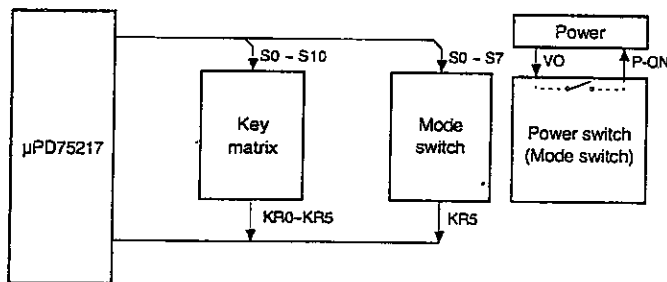 Power
S0 ~ S10
S0 ~ S7
VO
P-ON
µPD75217
Key
matrix
Mode
switch
Power switch
(Mode switch)
KR0~KR5
KR5